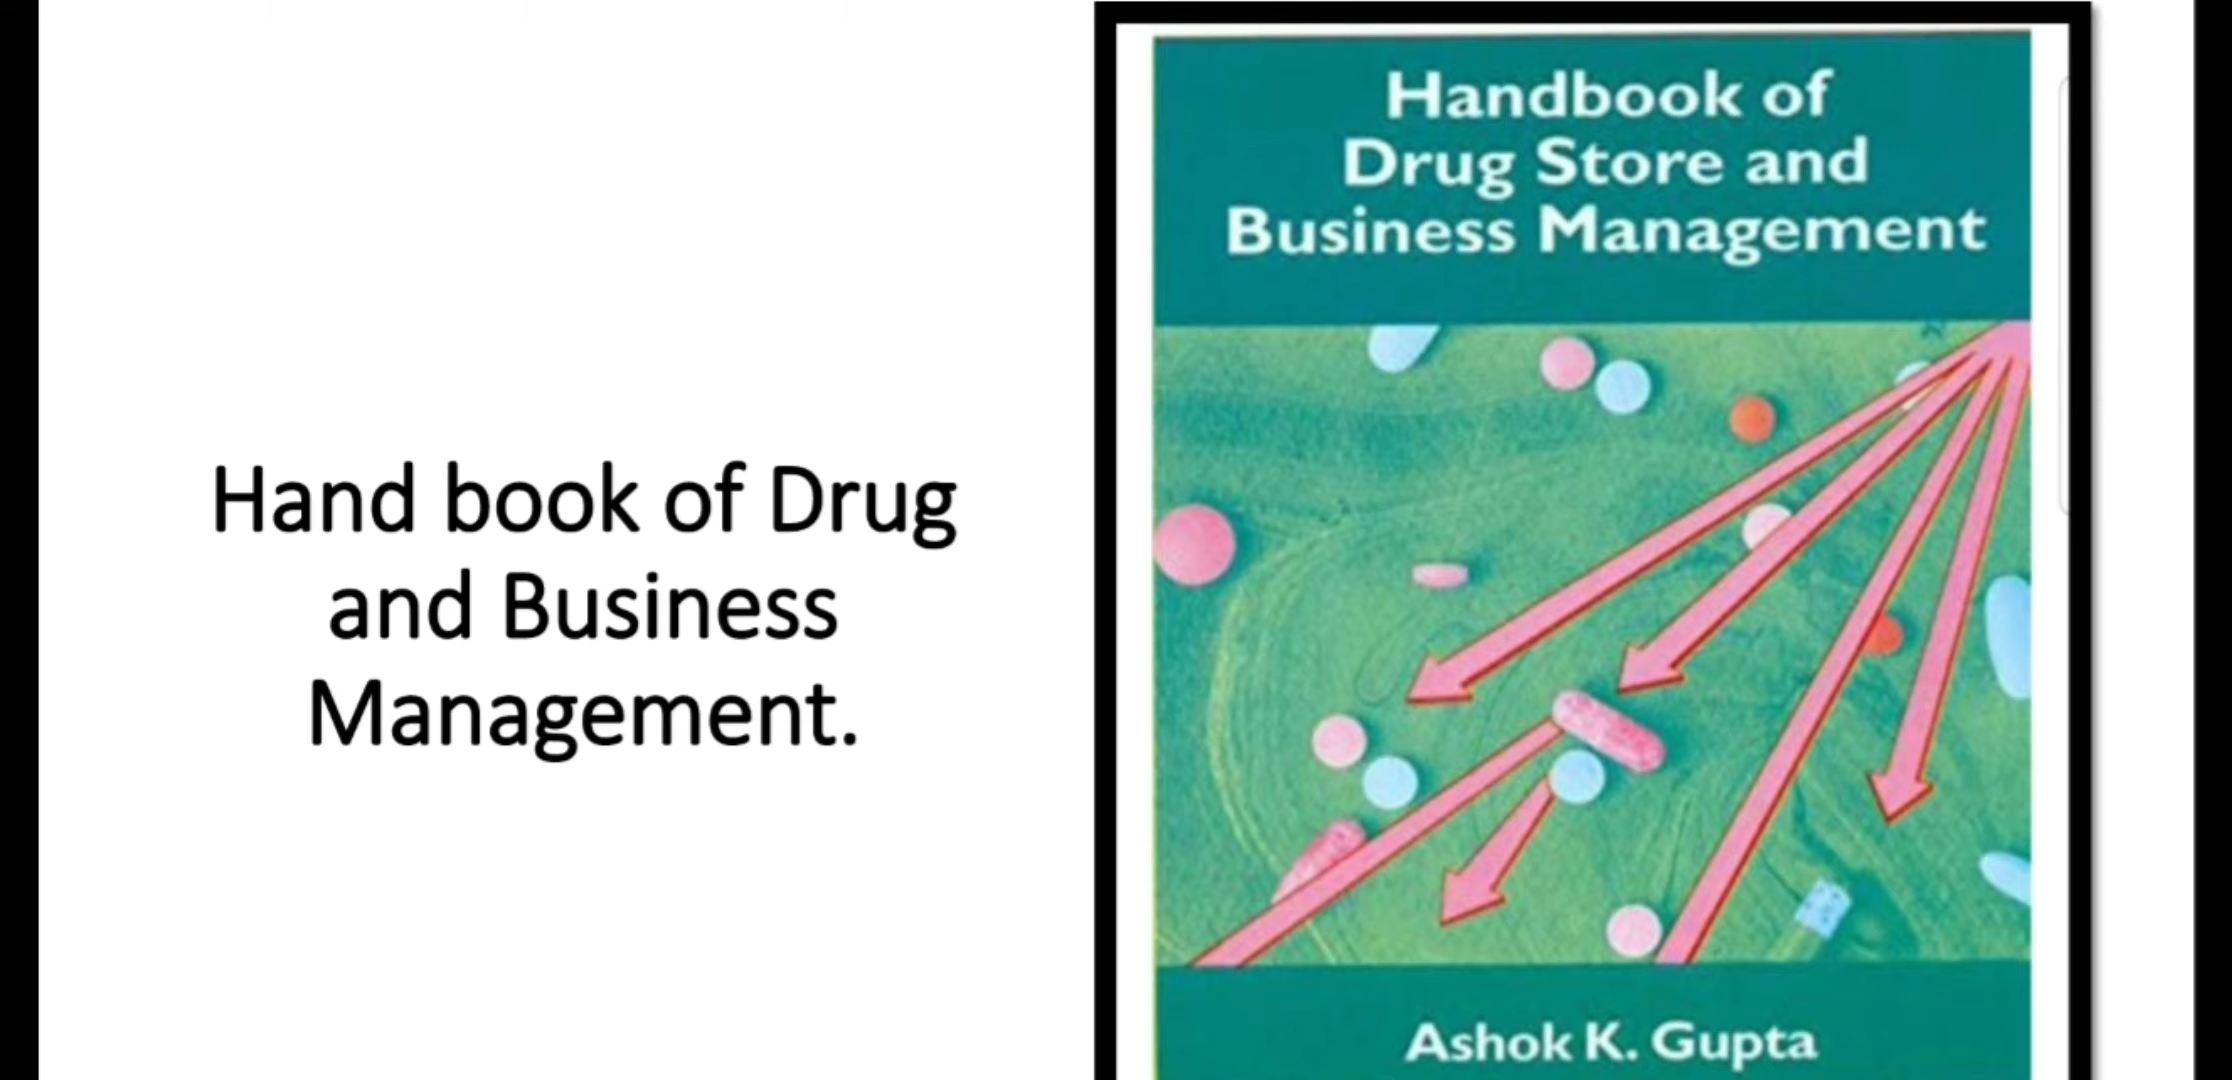 Hand book of Drug
and Business
Management.
Handbook of
Drug Store and
Business Management
Ashok K. Gupta